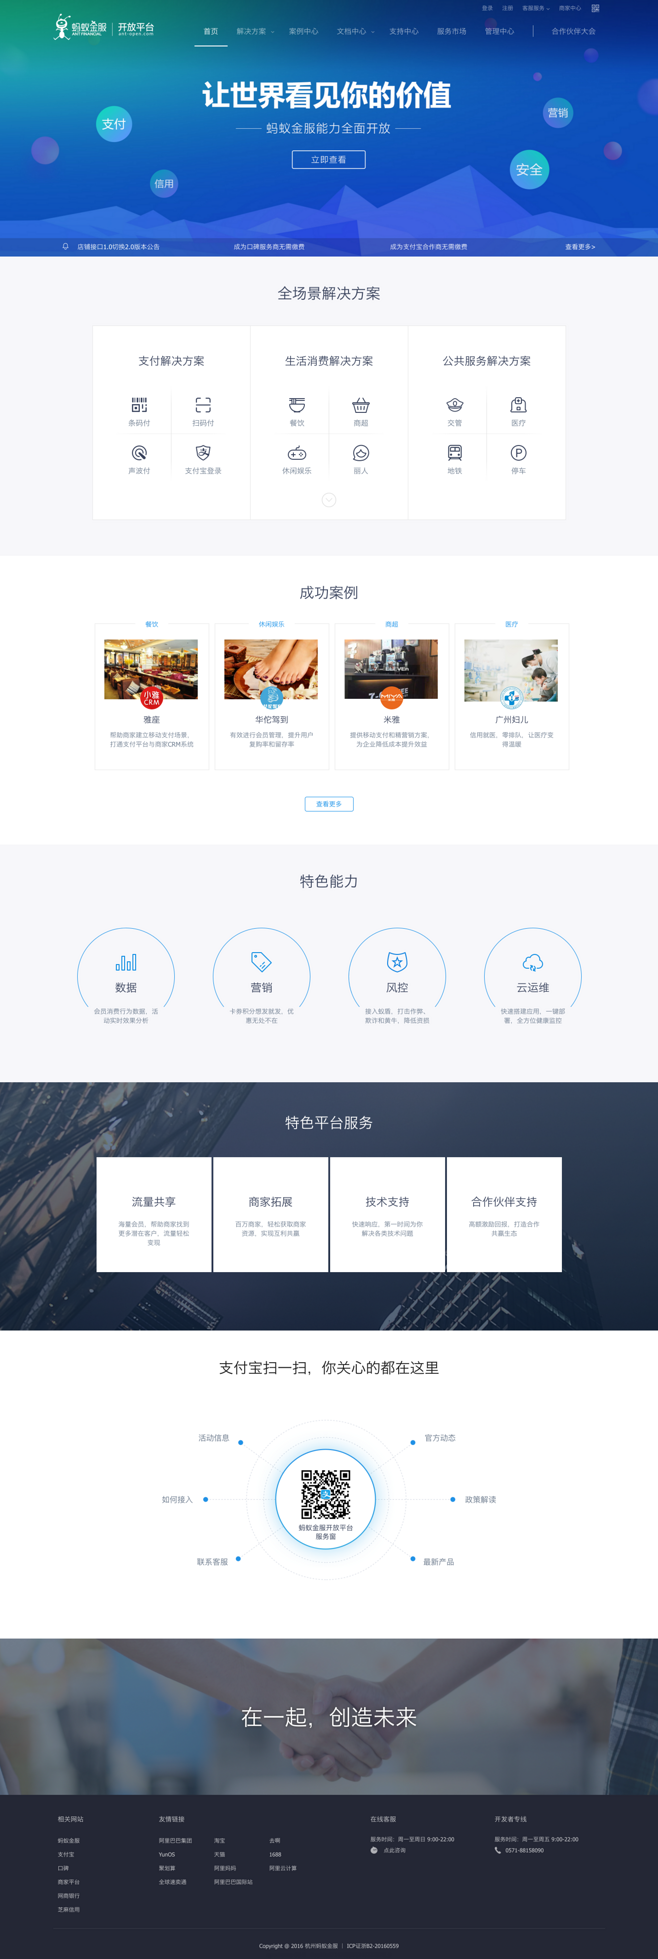 登录 注册 客服服务 商家中心
蚂蚁金服 开放平台
ANT FINANCIAL ant-open.com
首页 解决方案 案例中心 文档中心 支持中心 服务市场 管理中心 合作伙伴大会
让世界看见你的价值
蚂蚁金服能力全面开放
立即查看
支付
信用
营销
安全
店铺接口1.0切换2.0版本公告 成为口碑服务商无需缴费 成为支付宝合作商无需缴费 查看更多>
全场景解决方案
支付解决方案 生活消费解决方案 公共服务解决方案
条码付 扫码付 餐饮 商超 交管 医疗
声波付 支付宝登录 休闲娱乐 丽人 地铁 停车
成功案例
餐饮 休闲娱乐 商超 医疗
小雅
CRM
雅座
帮助商家建立移动支付场景，
打通支付平台与商家CRM系统
华佗驾到
有效进行会员管理，提升用户
复购率和留存率
米雅
提供移动支付和精营销方案，
为企业降低成本提升效益
广州妇儿
信用就医，零排队，让医疗变
得温暖
查看更多
特色能力
数据
会员消费行为数据，活
动实时效果分析
营销
卡券积分想发就发，优
惠无处不在
风控
接入蚁盾，打击作弊，
欺诈和黄牛，降低资损
云运维
快速搭建应用，一键部
署，全方位健康监控
特色平台服务
流量共享
海量会员，帮助商家找到
更多潜在客户，流量轻松
变现
商家拓展
百万商家，轻松获取商家
资源，实现互利共赢
技术支持
快速响应，第一时间为你
解决各类技术问题
合作伙伴支持
高额激励回报，打造合作
共赢生态
支付宝扫一扫，你关心的都在这里
活动信息 官方动态
如何接入 政策解读
蚂蚁金服开放平台
服务窗
联系客服 最新产品
在一起，创造未来
相关网站 友情链接 在线客服 开发者专线
蚂蚁金服 阿里巴巴集团 淘宝 去啊 服务时间：周一至周日 9:00-22:00 服务时间：周一至周五 9:00-22:00
支付宝 YunOS 天猫 1688 点此咨询 0571-88158090
口碑 聚划算 阿里妈妈 阿里云计算
商家平台 全球速卖通 阿里巴巴国际站
网商银行
芝麻信用
Copyright @ 2016 杭州蚂蚁金服 | ICP证浙B2-20160559